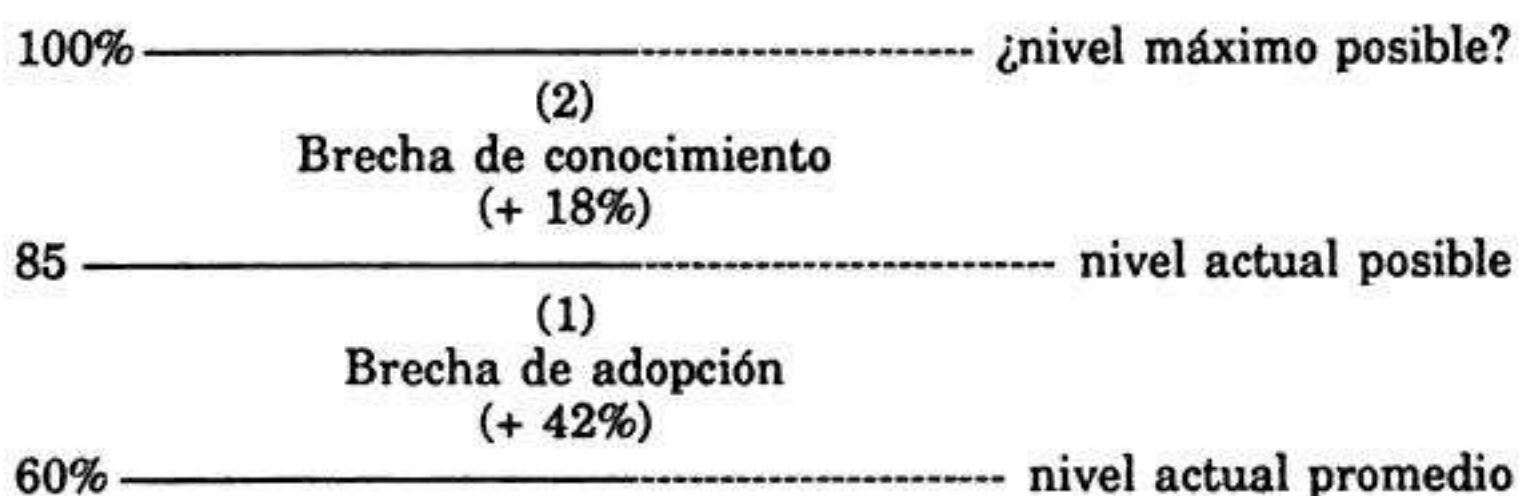 100% ¿nivel máximo posible?
(2)
Brecha de conocimiento
(+ 18%)
85 nivel actual posible
(1)
Brecha de adopción
(+ 42%)
60% nivel actual promedio